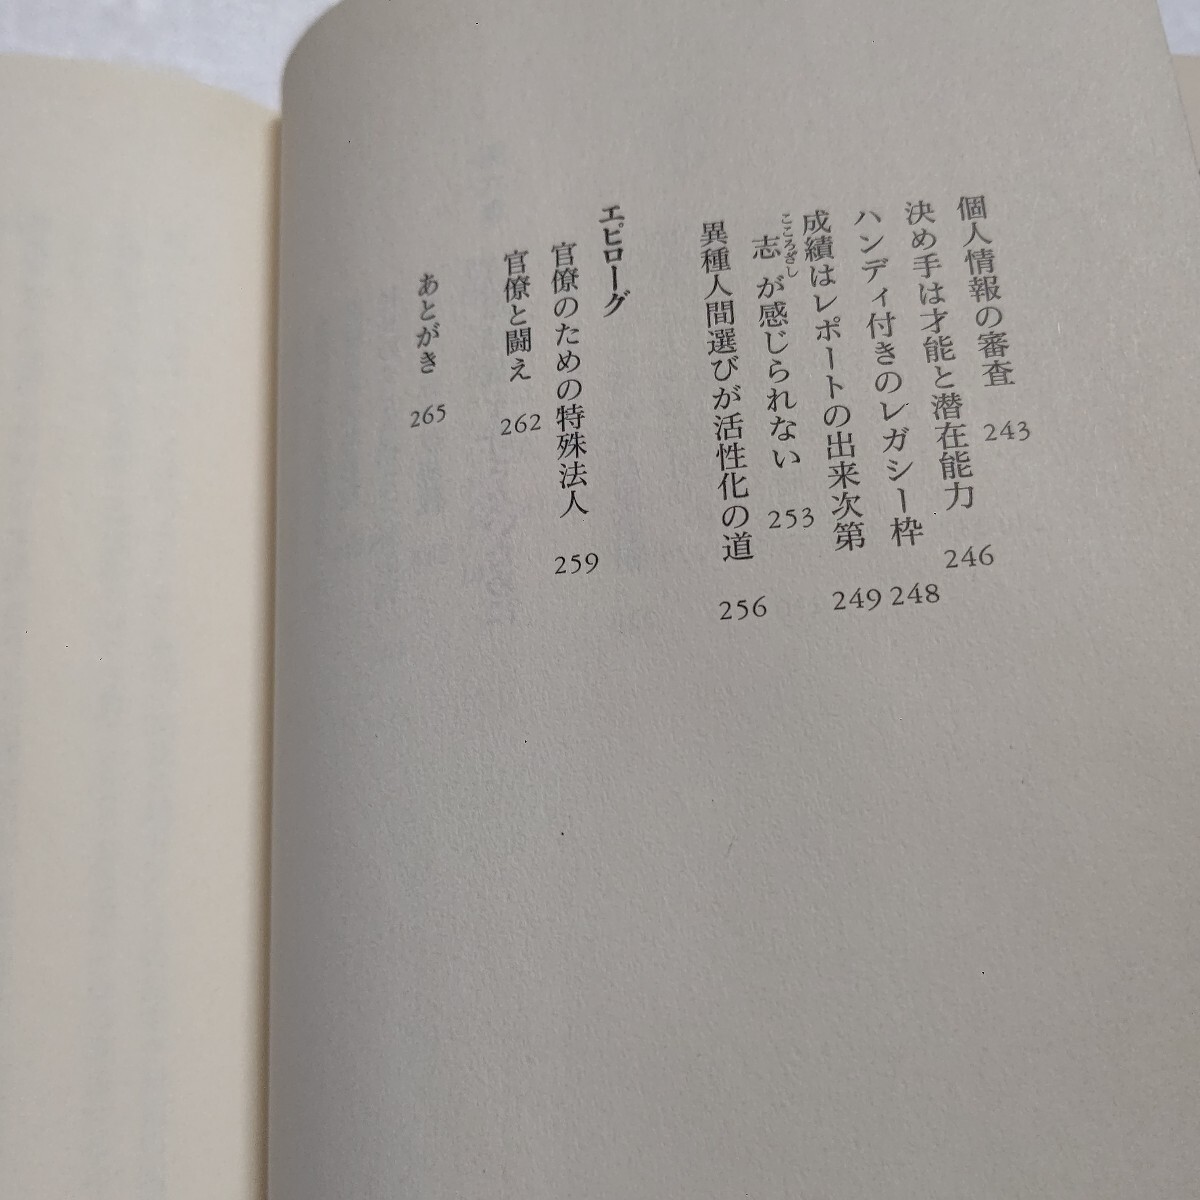 個人情報の審査 243
決め手は才能と潜在能力 246
ハンディ付きのレガシー枠 248
成績はレポートの出来次第 249
こころざし
志が感じられない 253
異種人間選びが活性化の道 256
エピローグ
官僚のための特殊法人 259
官僚と闘え 262
あとがき 265